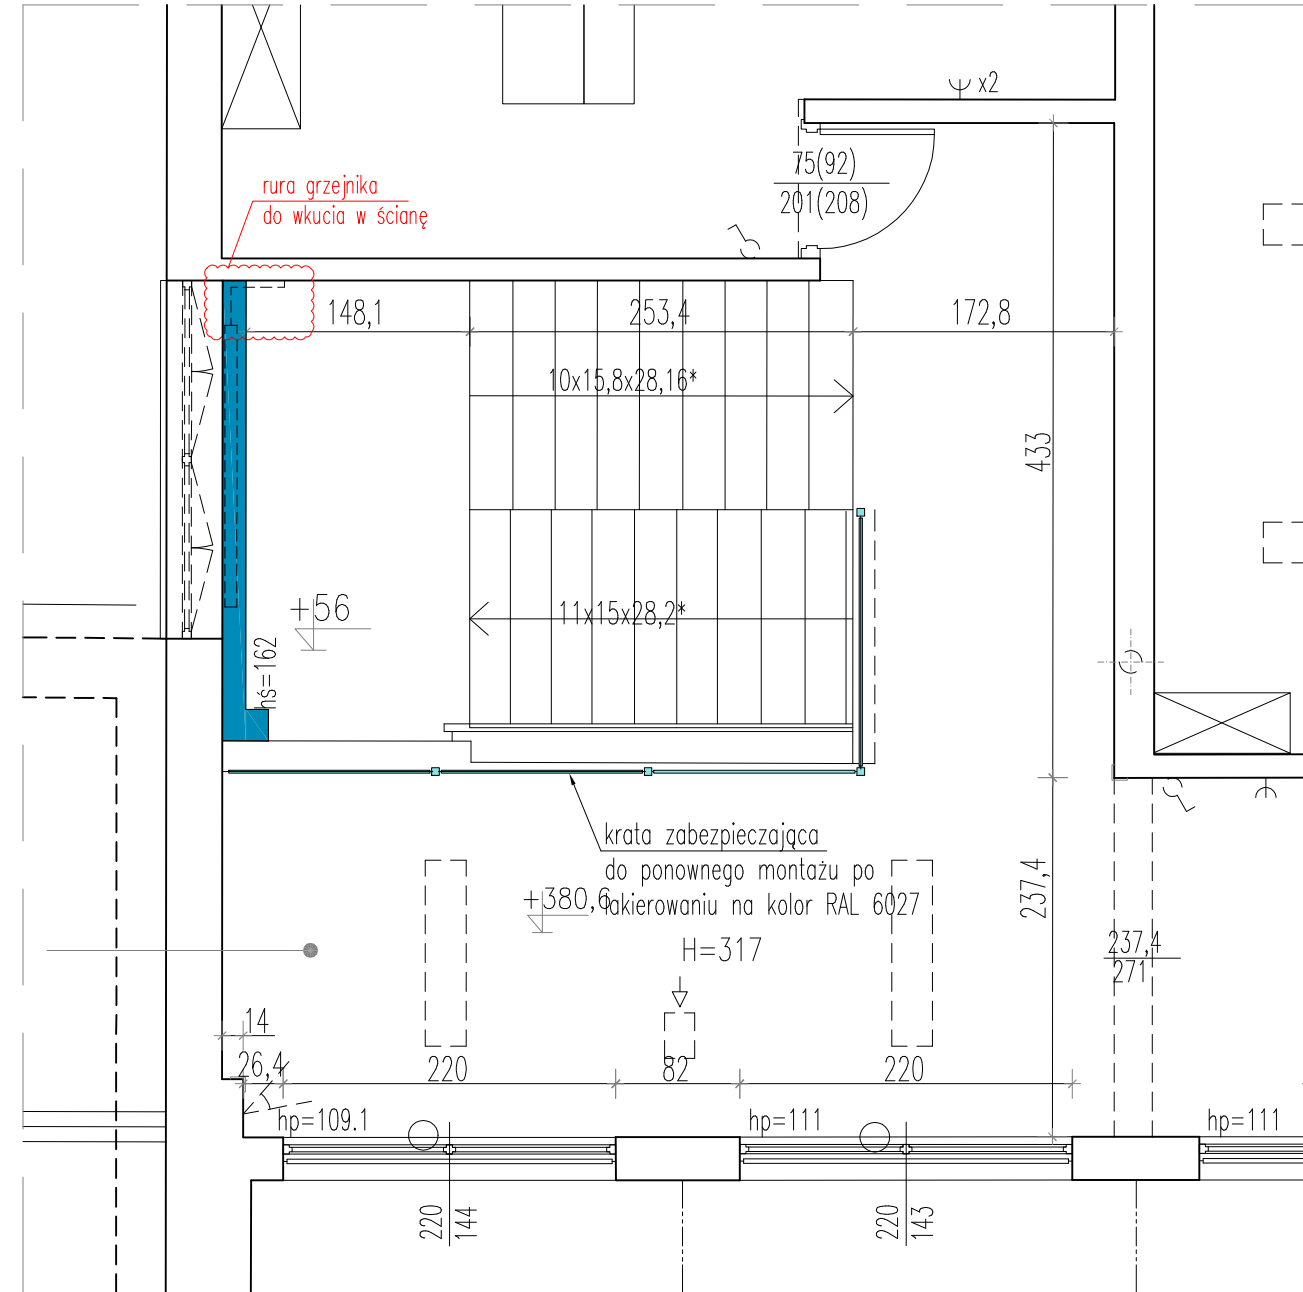 x2
75(92)
201(208)
rura grzejnika
do wkucia w ścianę
148,1
253,4
172,8
10x15,8x28,16*
433
+56
11x15x28,2*
hś=162
krata zabezpieczająca
do ponownego montażu po
lakierowaniu na kolor RAL 6027
+380,6
H=317
237,4
237,4
271
14
26,4
220
82
220
hp=109.1
hp=111
hp=111
220
144
220
143